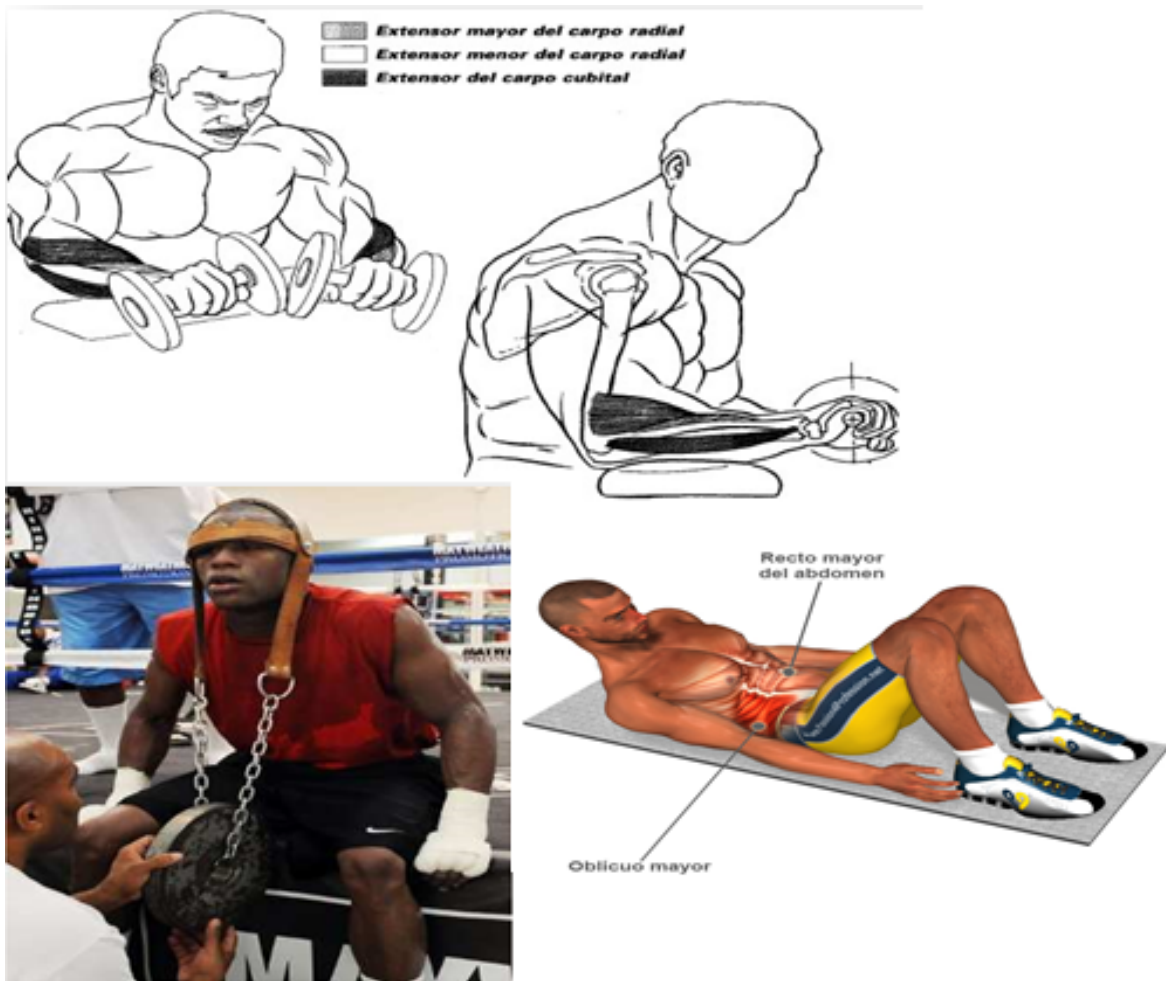 Extensor mayor del carpo radial
Extensor menor del carpo radial
Extensor del carpo cubital
Recto mayor
del abdomen
Oblicuo mayor